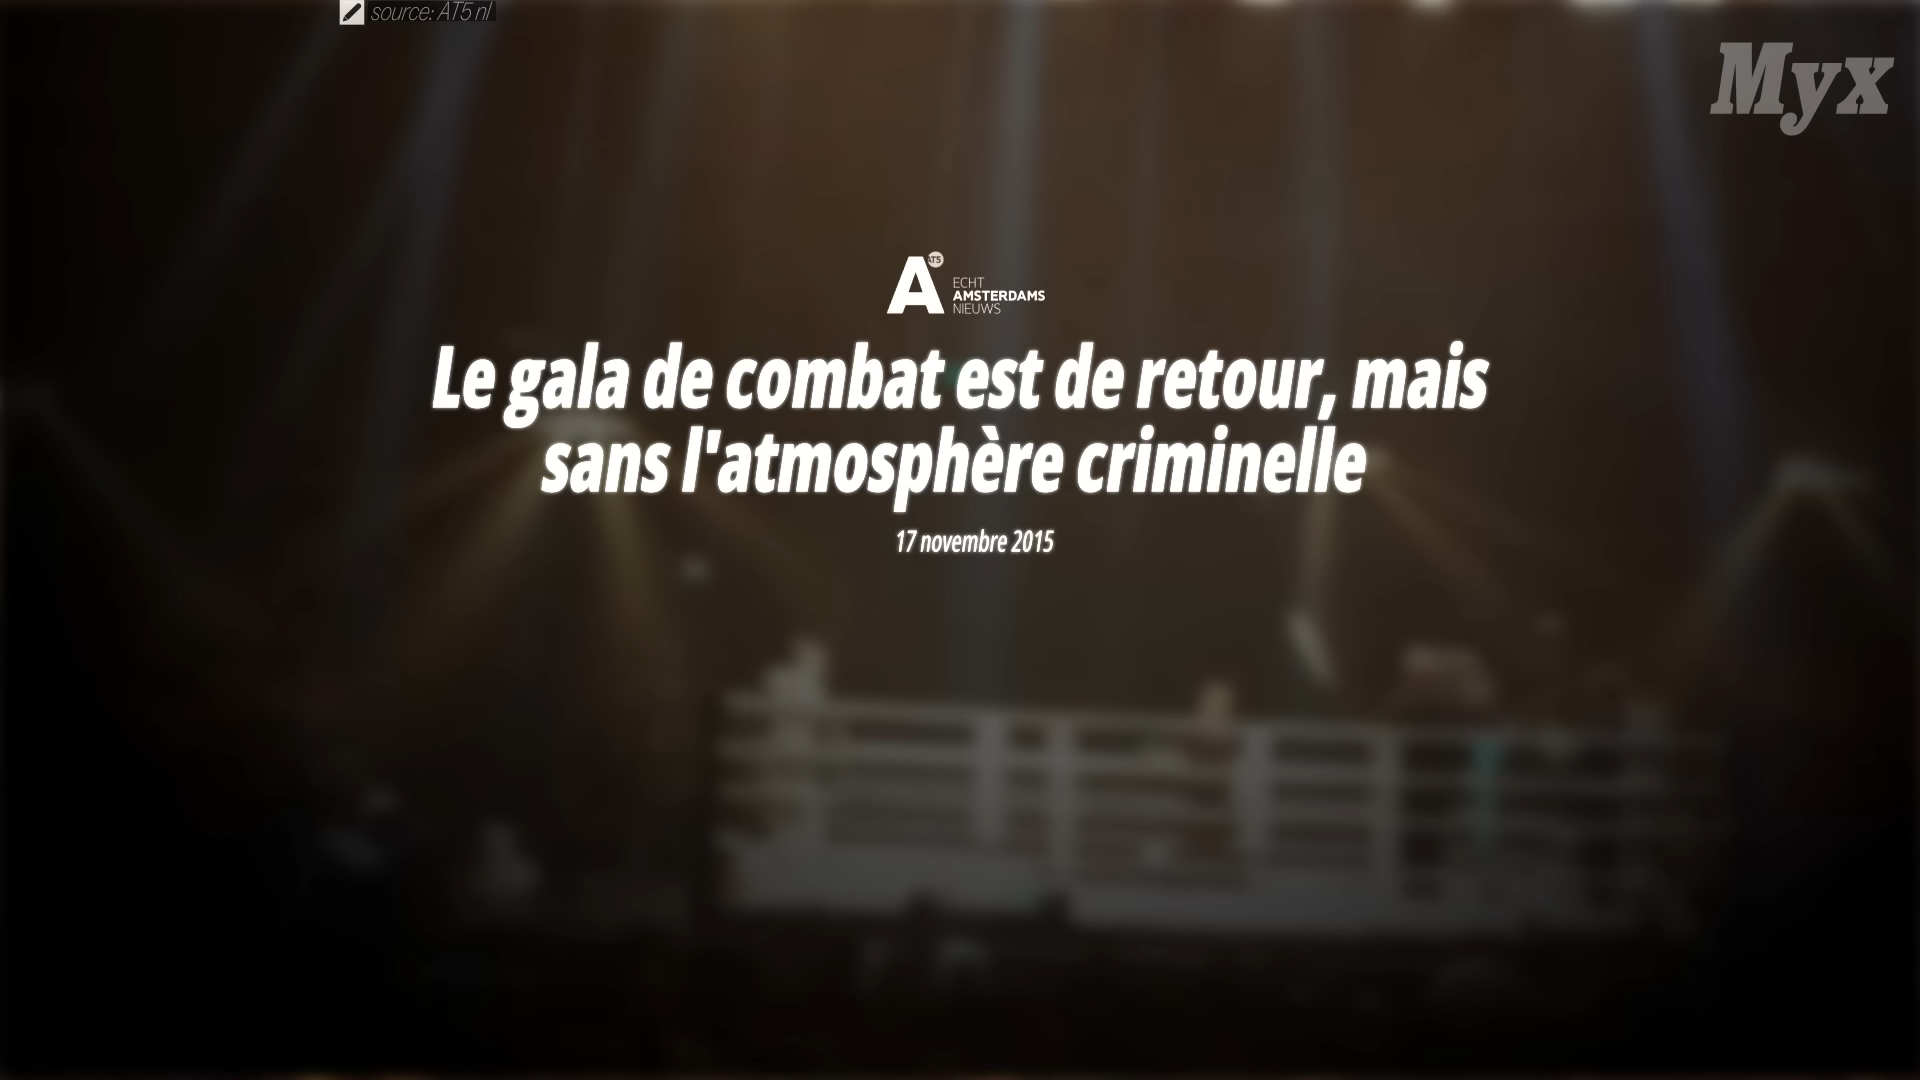 source: AT5 nl
Myx
AT5
A
ECHT
AMSTERDAMS
NIEUWS
Le gala de combat est de retour, mais
sans l'atmosphère criminelle
17 novembre 2015